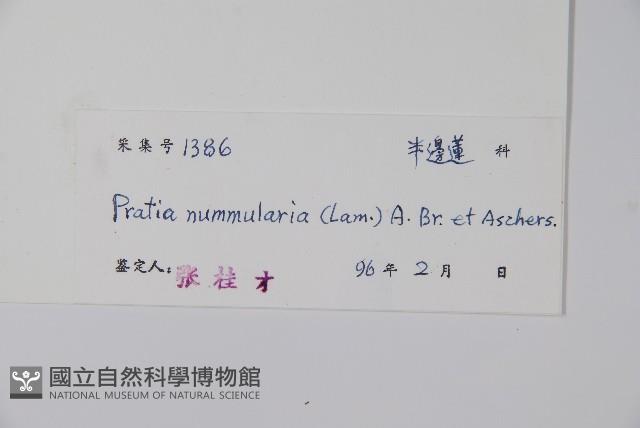 采集号 1386 半邊蓮 科
Pratia nummularia (Lam.) A. Br. et Aschers.
鉴定人: 张桂才 96 年 2 月 日
國立自然科學博物館
NATIONAL MUSEUM OF NATURAL SCIENCE